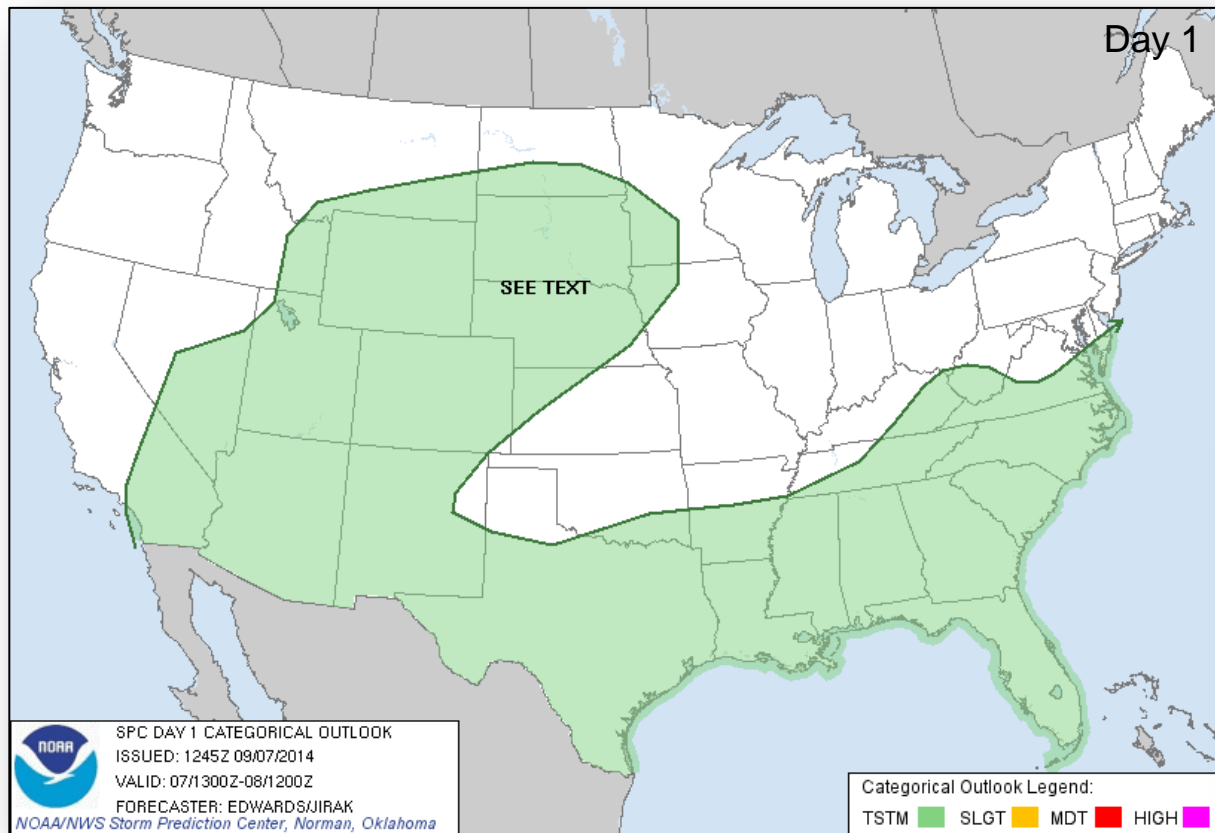 Day 1
SEE TEXT
NOAA
SPC DAY 1 CATEGORICAL OUTLOOK
ISSUED: 1245Z 09/07/2014
VALID: 07/1300Z-08/1200Z
FORECASTER: EDWARDS/JIRAK
NOAA/NWS Storm Prediction Center, Norman, Oklahoma
Categorical Outlook Legend:
TSTM SLGT MDT HIGH